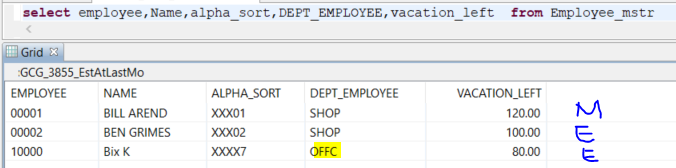 select employee,Name,alpha_sort,DEPT_EMPLOYEE,vacation_left from Employee_mstr
Grid
:GCG_3855_EstAtLastMo
EMPLOYEE NAME ALPHA_SORT DEPT_EMPLOYEE VACATION_LEFT
00001 BILL AREND XXX01 SHOP 120.00 M
00002 BEN GRIMES XXX02 SHOP 100.00 E
10000 Bix K XXXX7 OFFC 80.00 E